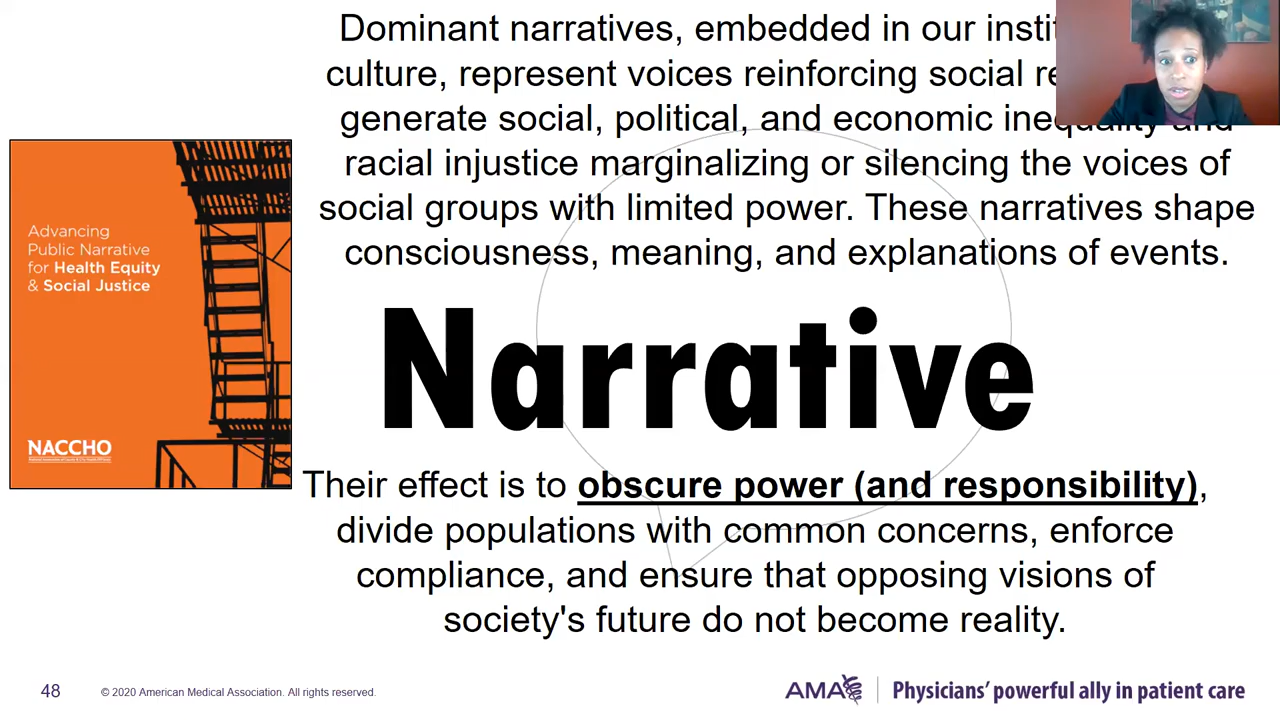 Dominant narratives, embedded in our
culture, represent voices reinforcing social
generate social, political, and economic inequality and
racial injustice marginalizing or silencing the voices of
social groups with limited power. These narratives shape
consciousness, meaning, and explanations of events.
Advancing
Public Narrative
for Health Equity
& Social Justice
NACCHO
Narrative
Their effect is to obscure power (and responsibility),
divide populations with common concerns, enforce
compliance, and ensure that opposing visions of
society's future do not become reality.
48
© 2020 American Medical Association. All rights reserved.
AMA
Physicians' powerful ally in patient care